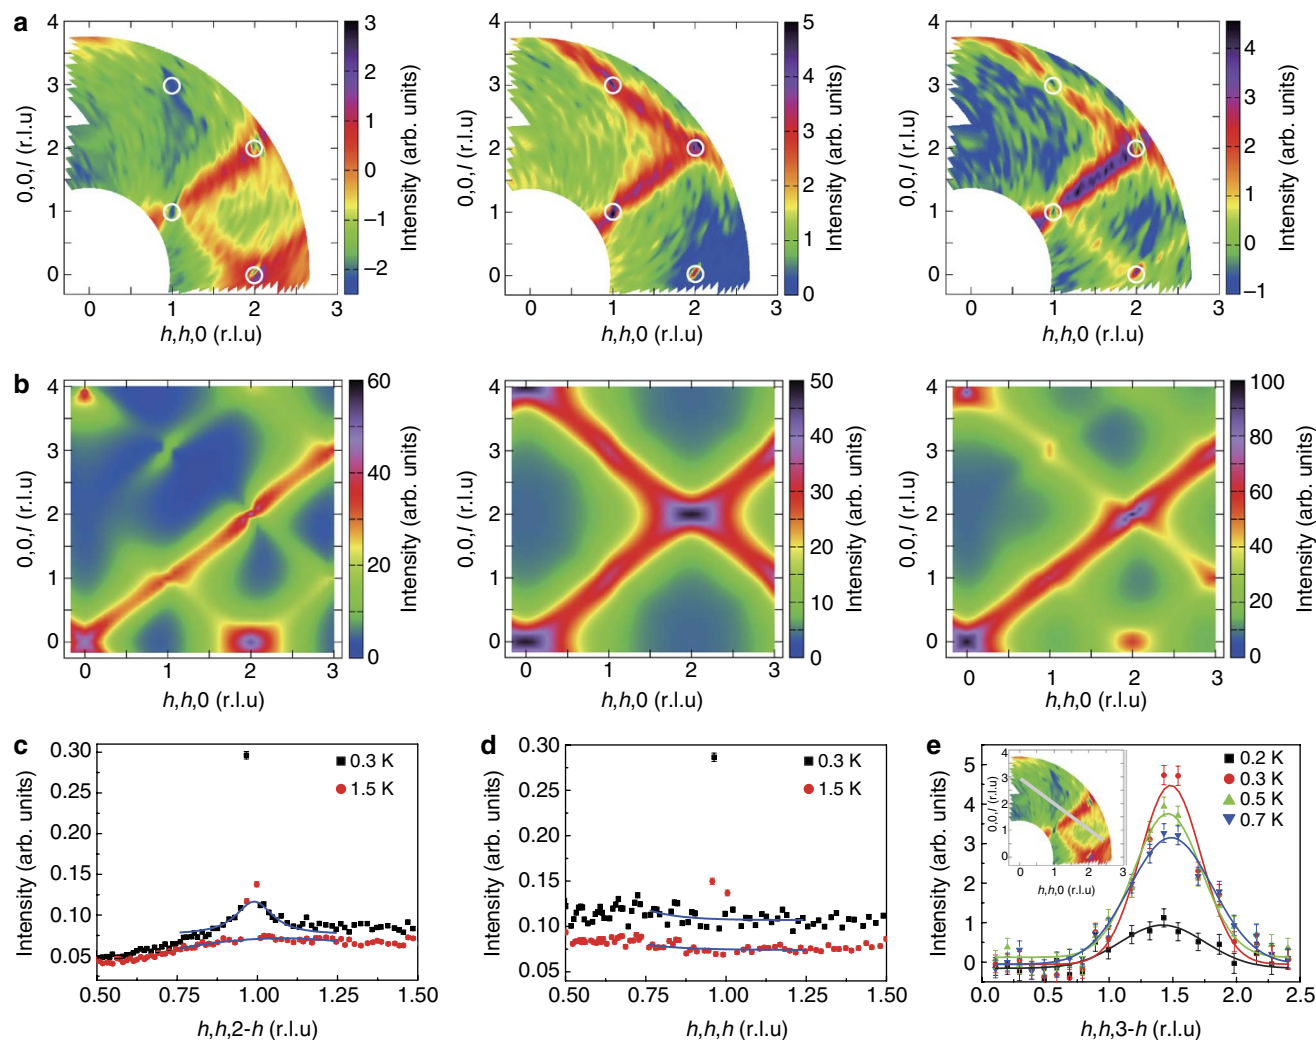 a
4
3
2
1
0
0,0,l (r.l.u)
0
1
2
3
h,h,0 (r.l.u)
3
2
1
0
−1
−2
Intensity (arb. units)
4
3
2
1
0
0,0,l (r.l.u)
0
1
2
3
h,h,0 (r.l.u)
5
4
3
2
1
0
Intensity (arb. units)
4
3
2
1
0
0,0,l (r.l.u)
0
1
2
3
h,h,0 (r.l.u)
4
3
2
1
0
−1
Intensity (arb. units)
b
4
3
2
1
0
0,0,l (r.l.u)
0
1
2
3
h,h,0 (r.l.u)
60
40
20
0
Intensity (arb. units)
4
3
2
1
0
0,0,l (r.l.u)
0
1
2
3
h,h,0 (r.l.u)
50
40
30
20
10
0
Intensity (arb. units)
4
3
2
1
0
0,0,l (r.l.u)
0
1
2
3
h,h,0 (r.l.u)
100
80
60
40
20
0
Intensity (arb. units)
c
0.30
0.25
0.20
0.15
0.10
0.05
Intensity (arb. units)
0.3 K
1.5 K
0.50 0.75 1.00 1.25 1.50
h,h,2-h (r.l.u)
d
0.30
0.25
0.20
0.15
0.10
0.05
Intensity (arb. units)
0.3 K
1.5 K
0.50 0.75 1.00 1.25 1.50
h,h,h (r.l.u)
e
5
4
3
2
1
0
Intensity (arb. units)
0.2 K
0.3 K
0.5 K
0.7 K
4
3
2
1
0
0,0,l (r.l.u)
0 1 2 3
h,h,0 (r.l.u)
0.0 0.5 1.0 1.5 2.0 2.5
h,h,3-h (r.l.u)